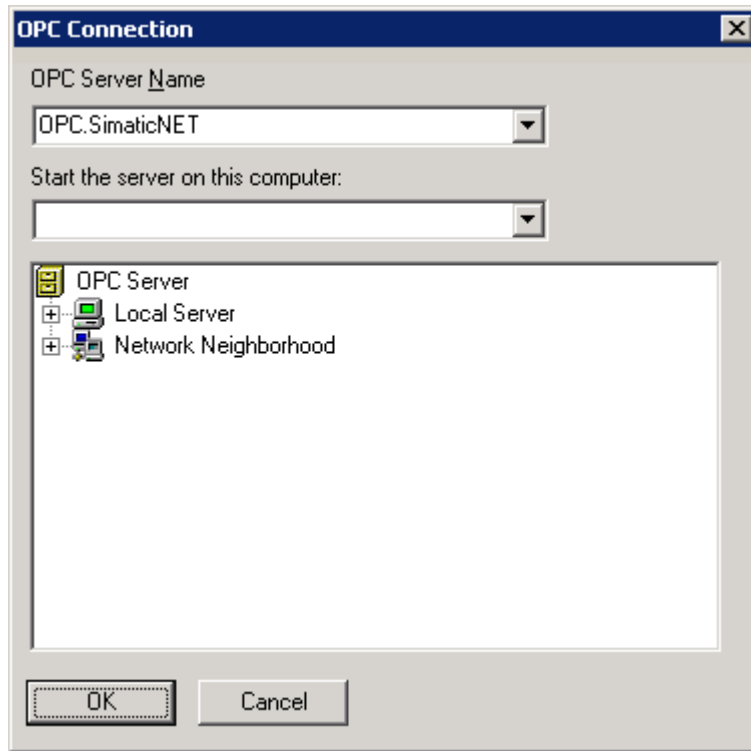 OPC Connection
OPC Server Name
OPC.SimaticNET
Start the server on this computer:
OPC Server
Local Server
Network Neighborhood
OK Cancel